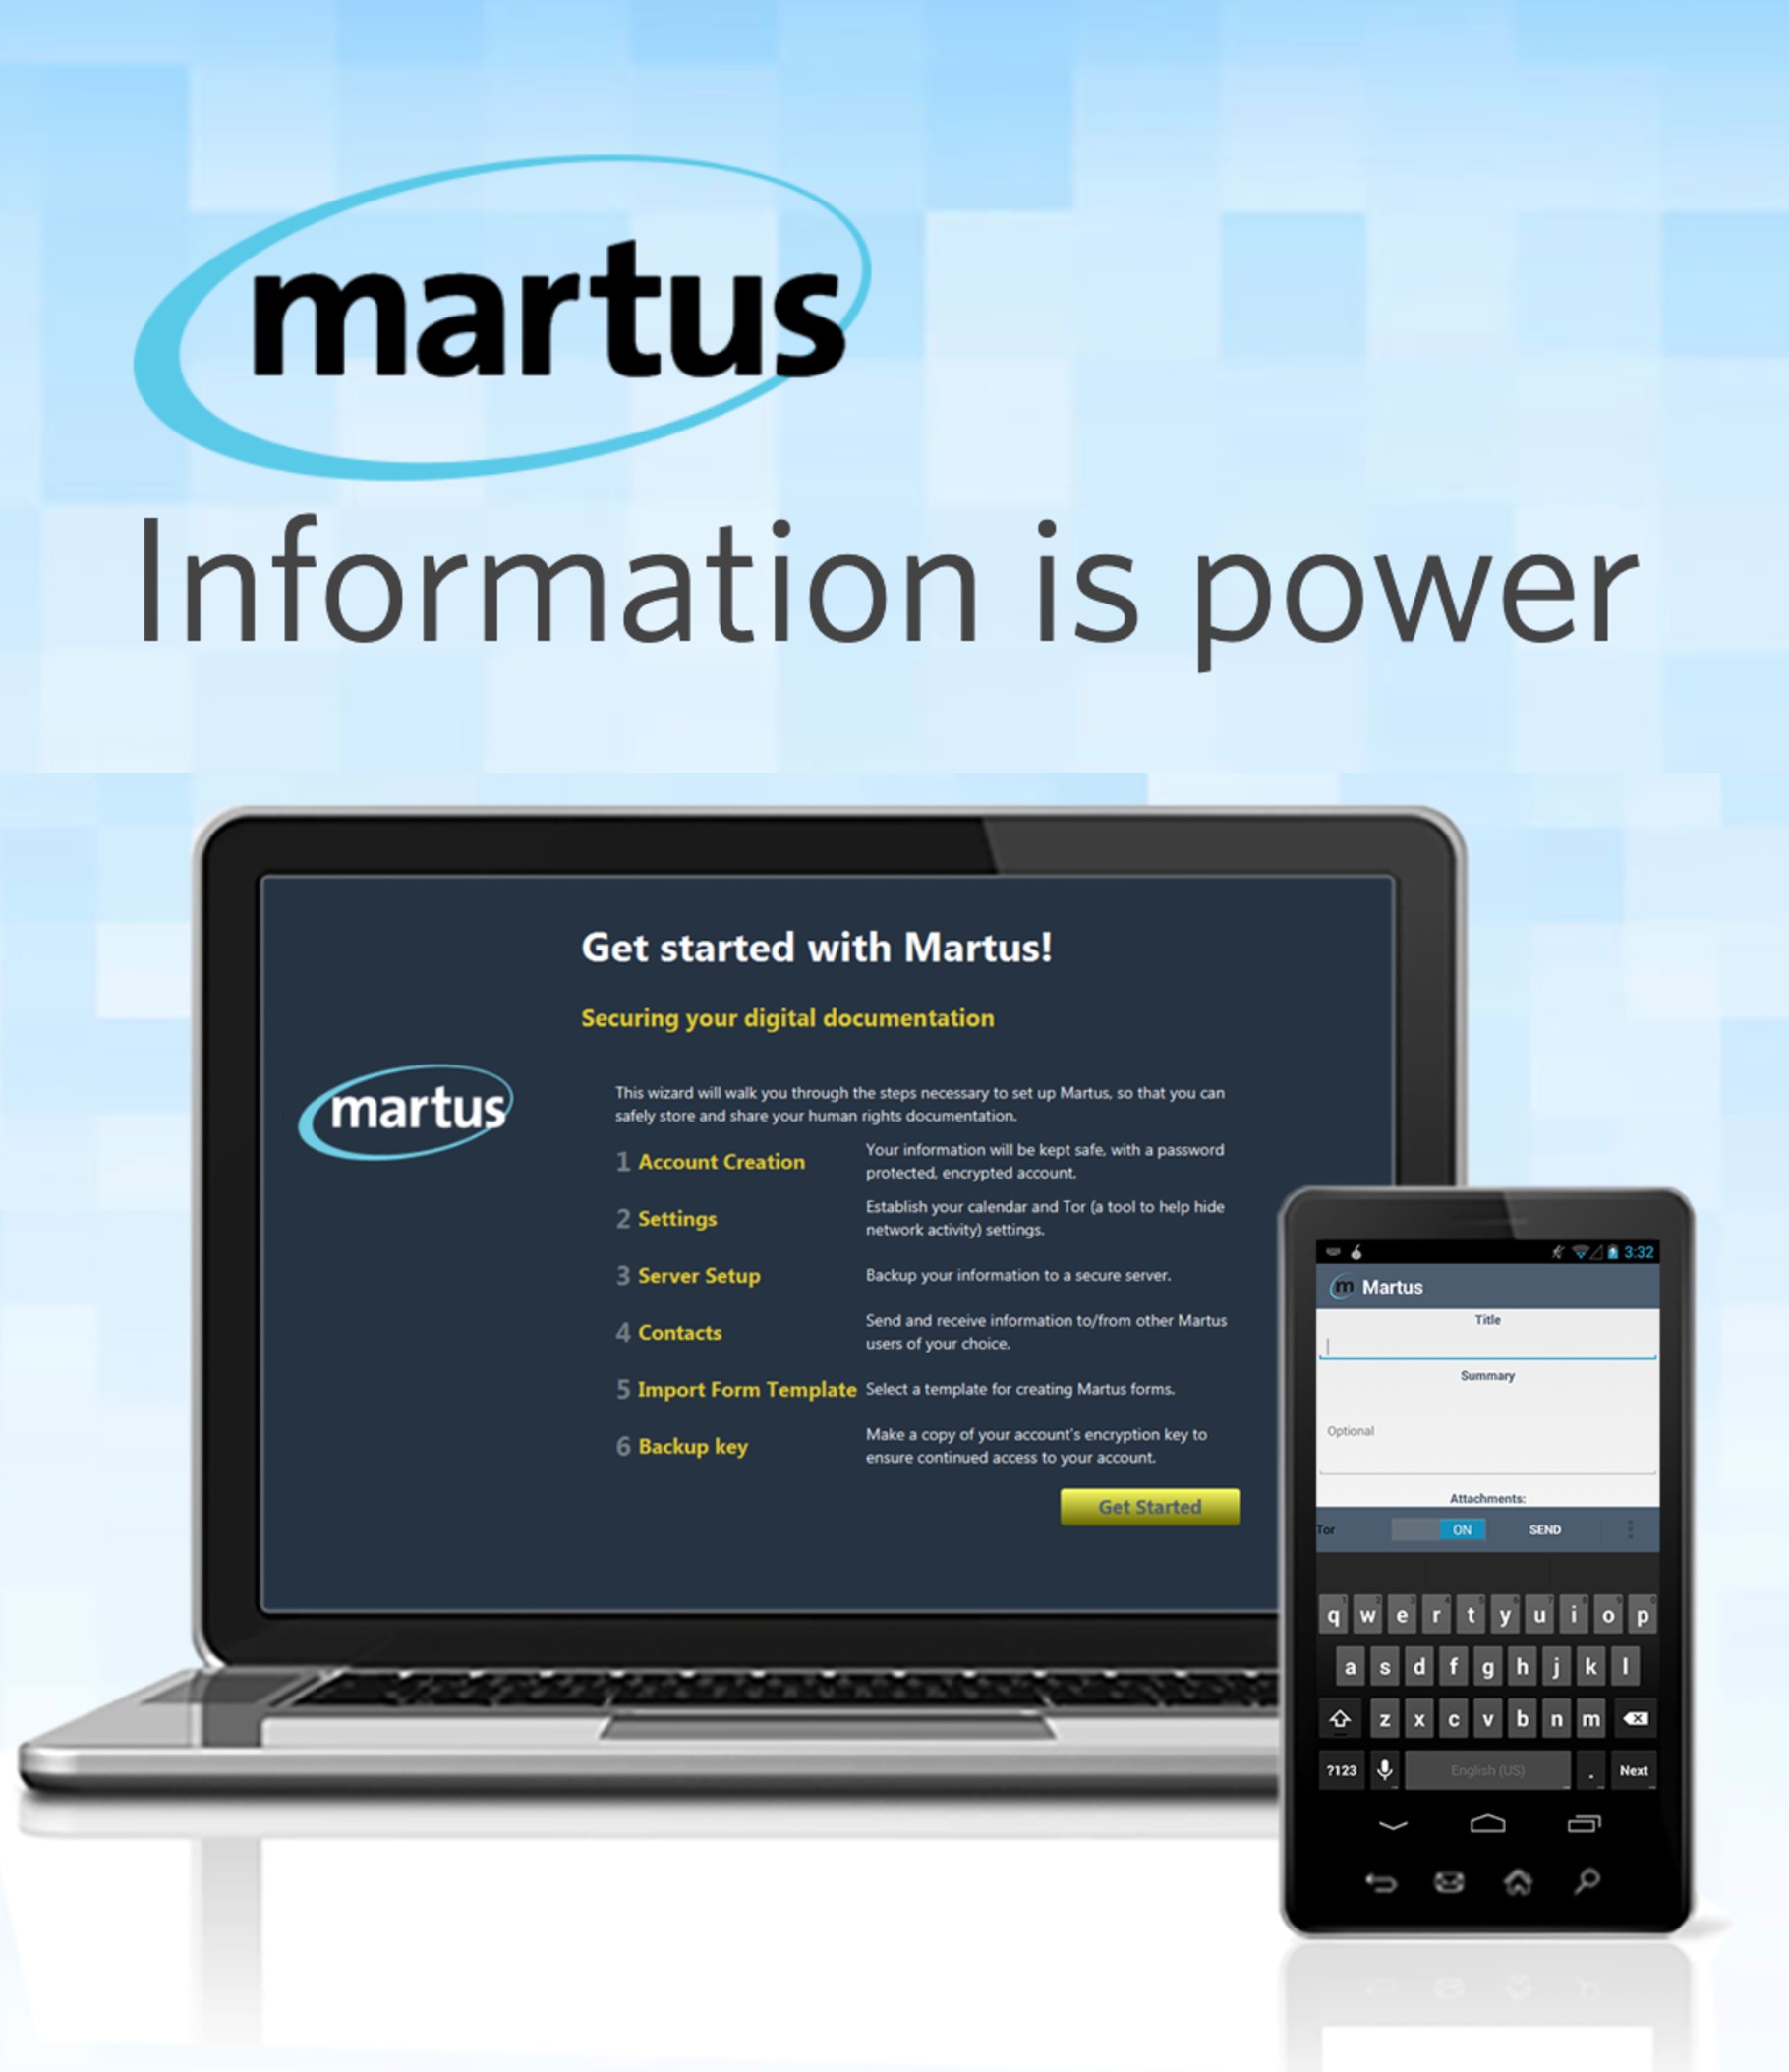 martus
Information is power
Get started with Martus!
Securing your digital documentation
martus
This wizard will walk you through the steps necessary to set up Martus, so that you can
safely store and share your human rights documentation.
1 Account Creation
Your information will be kept safe, with a password
protected, encrypted account.
2 Settings
Establish your calendar and Tor (a tool to help hide
network activity) settings.
3 Server Setup
Backup your information to a secure server.
4 Contacts
Send and receive information to/from other Martus
users of your choice.
5 Import Form Template
Select a template for creating Martus forms.
6 Backup key
Make a copy of your account's encryption key to
ensure continued access to your account.
Get Started
3:32
m Martus
Title
Summary
Optional
Attachments:
Tor ON SEND
q w e r t y u i o p
a s d f g h j k l
z x c v b n m
?123 English (US) . Next